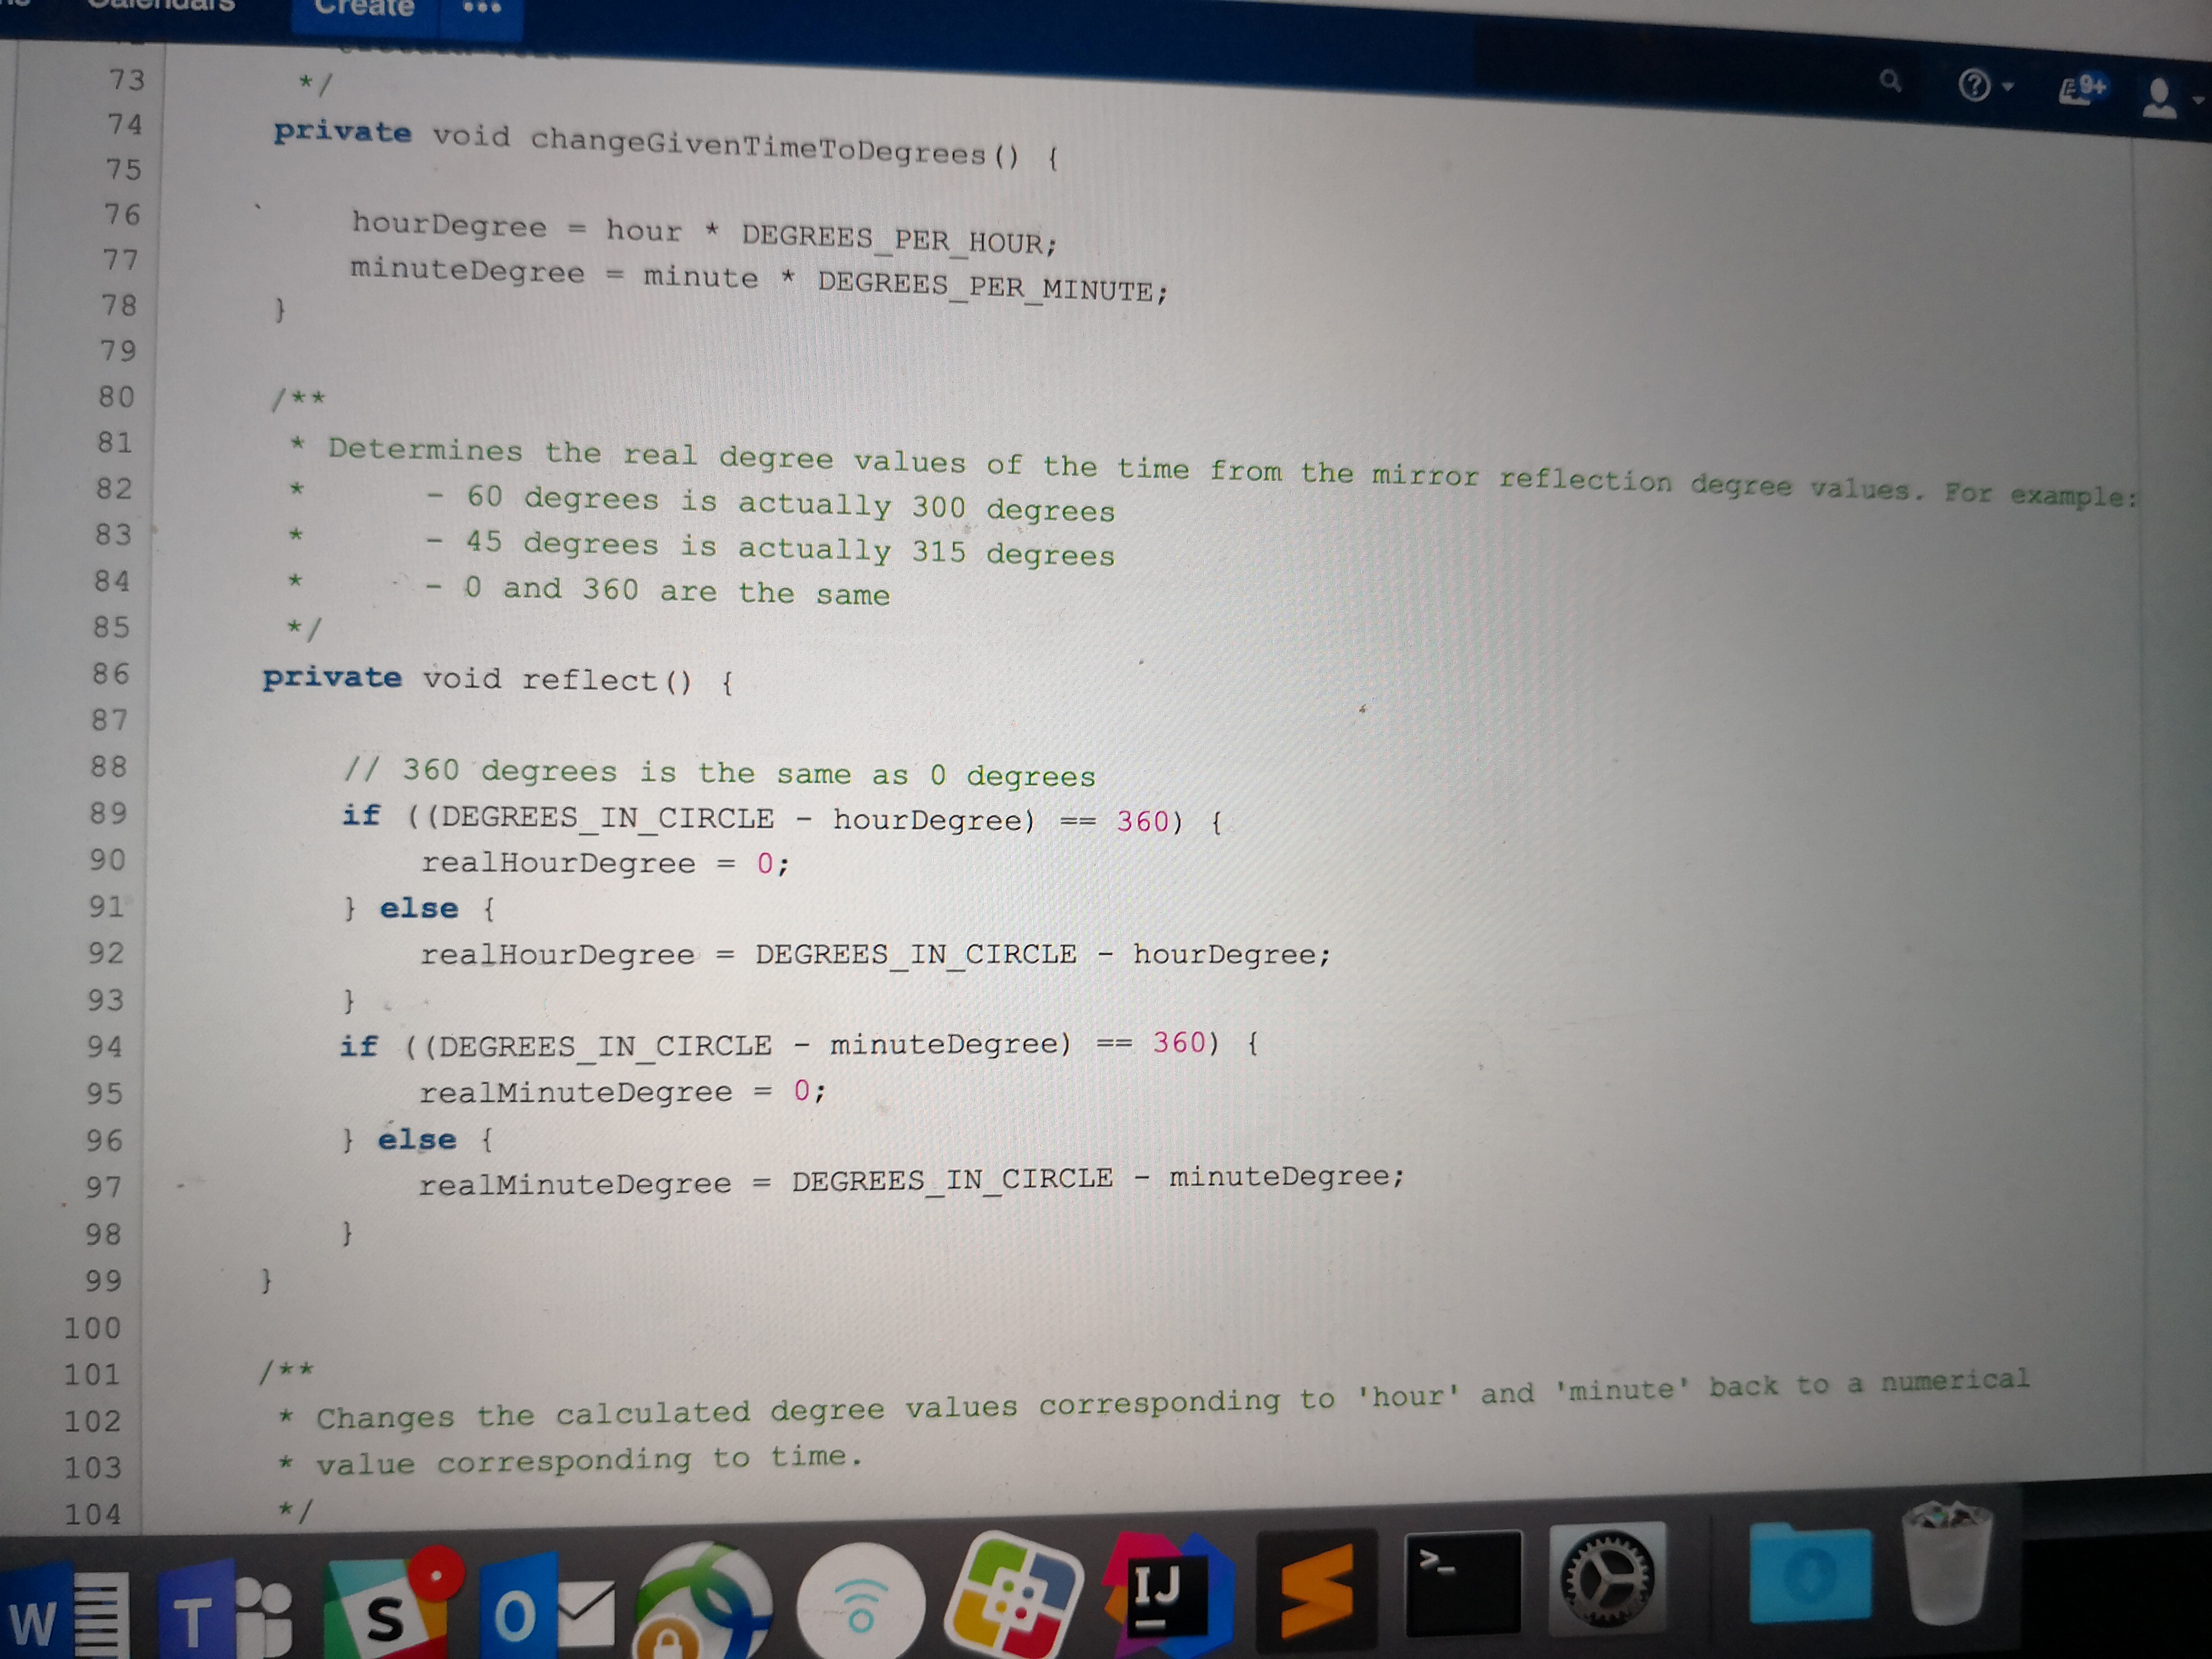 Calendars Create •••
9+
73 */
74 private void changeGivenTimeToDegrees() {
75
76 hourDegree = hour * DEGREES_PER_HOUR;
77 minuteDegree = minute * DEGREES_PER_MINUTE;
78 }
79
80 /**
81 * Determines the real degree values of the time from the mirror reflection degree values. For example:
82 * - 60 degrees is actually 300 degrees
83 * - 45 degrees is actually 315 degrees
84 * - 0 and 360 are the same
85 */
86 private void reflect() {
87
88 // 360 degrees is the same as 0 degrees
89 if ((DEGREES_IN_CIRCLE - hourDegree) == 360) {
90 realHourDegree = 0;
91 } else {
92 realHourDegree = DEGREES_IN_CIRCLE - hourDegree;
93 }
94 if ((DEGREES_IN_CIRCLE - minuteDegree) == 360) {
95 realMinuteDegree = 0;
96 } else {
97 realMinuteDegree = DEGREES_IN_CIRCLE - minuteDegree;
98 }
99 }
100
101 /**
102 * Changes the calculated degree values corresponding to 'hour' and 'minute' back to a numerical
103 * value corresponding to time.
104 */
W T S O IJ >_